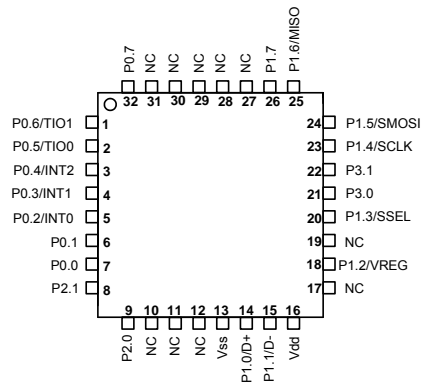 P0.7
NC
NC
NC
NC
NC
P1.7
P1.6/MISO
32
31
30
29
28
27
26
25
P0.6/TIO1
1
24
P1.5/SMOSI
P0.5/TIO0
2
23
P1.4/SCLK
P0.4/INT2
3
22
P3.1
P0.3/INT1
4
21
P3.0
P0.2/INT0
5
20
P1.3/SSEL
P0.1
6
19
NC
P0.0
7
18
P1.2/VREG
P2.1
8
17
NC
9
10
11
12
13
14
15
16
P2.0
NC
NC
NC
Vss
P1.0/D+
P1.1/D-
Vdd